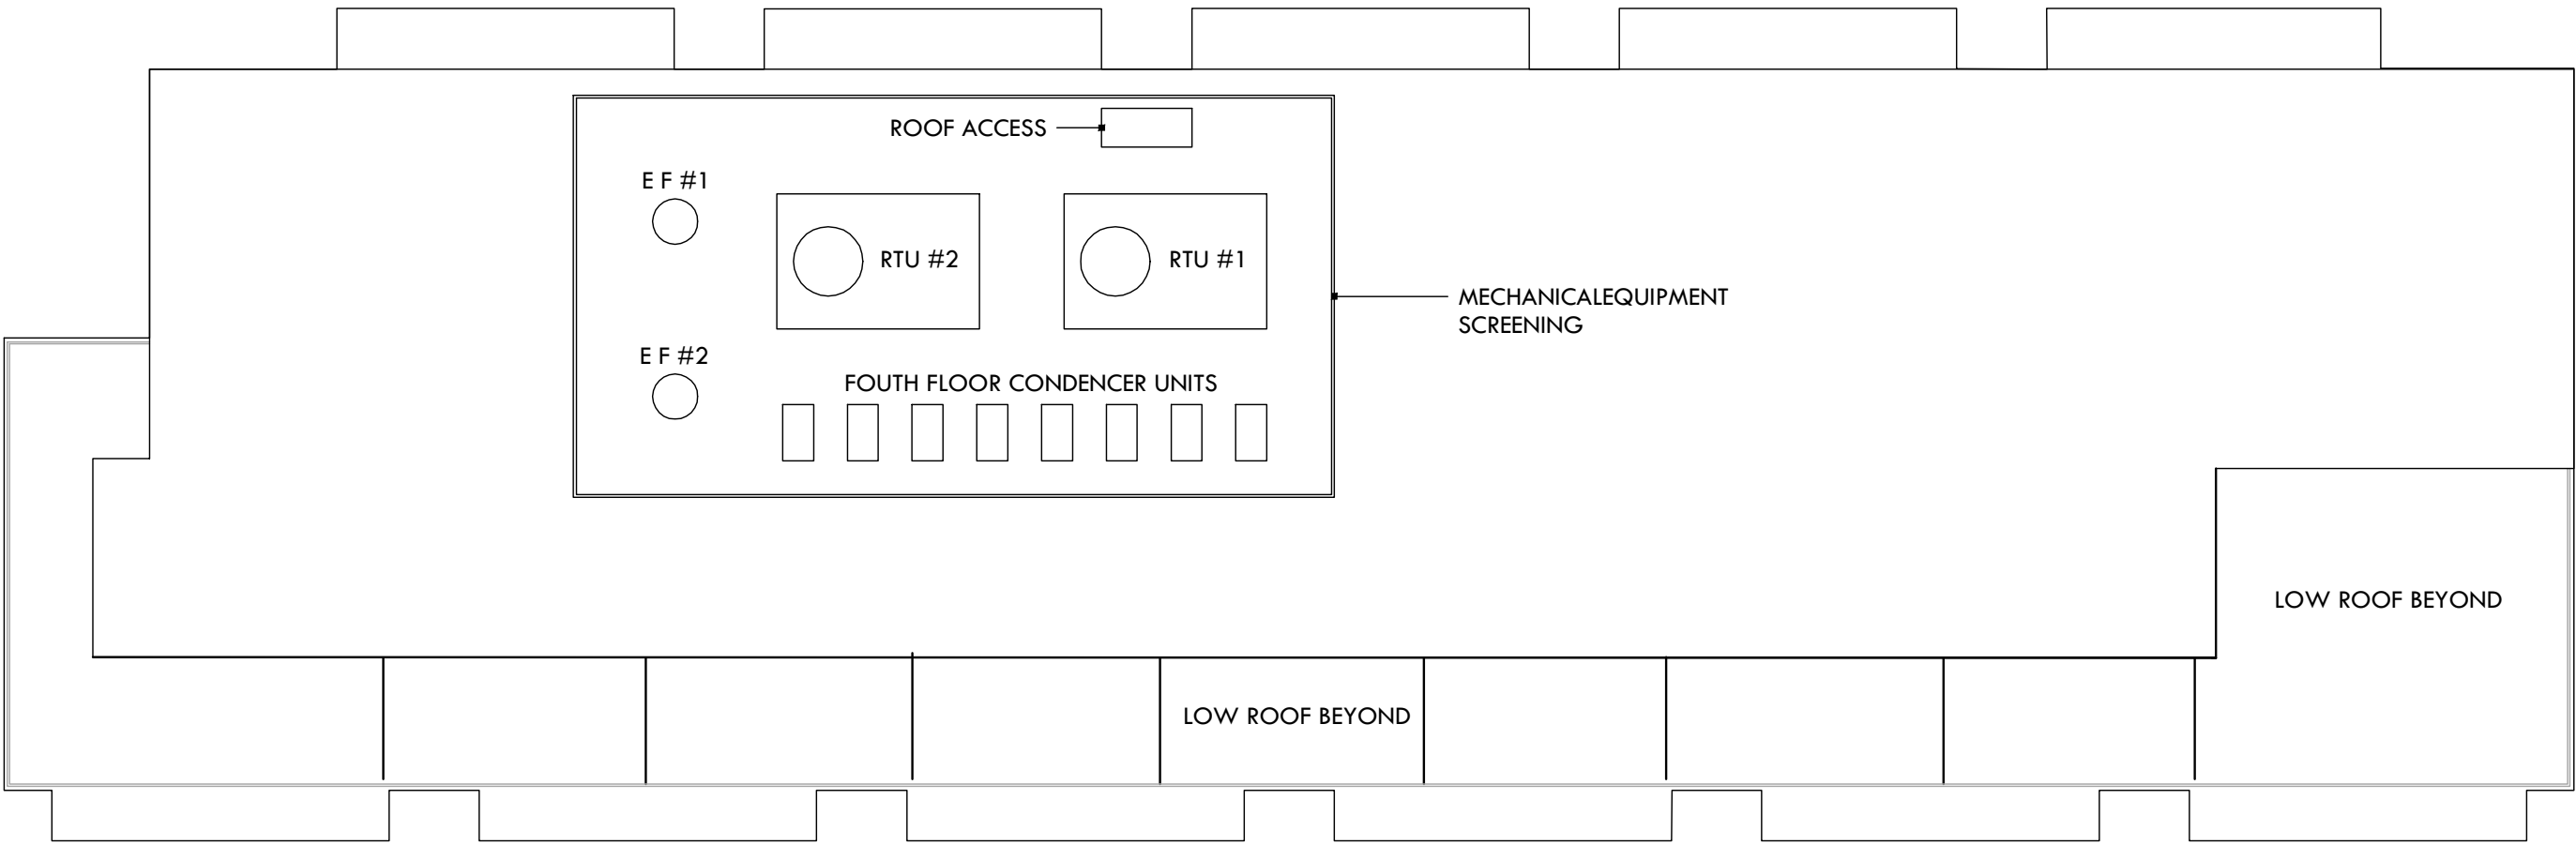 ROOF ACCESS
E F #1
RTU #2
RTU #1
MECHANICALEQUIPMENT
SCREENING
E F #2
FOUTH FLOOR CONDENCER UNITS
LOW ROOF BEYOND
LOW ROOF BEYOND